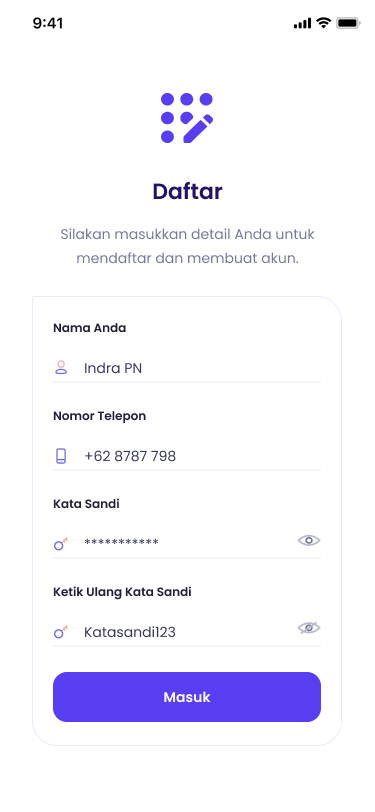 9:41
Daftar
Silakan masukkan detail Anda untuk
mendaftar dan membuat akun.
Nama Anda
Indra PN
Nomor Telepon
+62 8787 798
Kata Sandi
***********
Ketik Ulang Kata Sandi
Katasandi123
Masuk